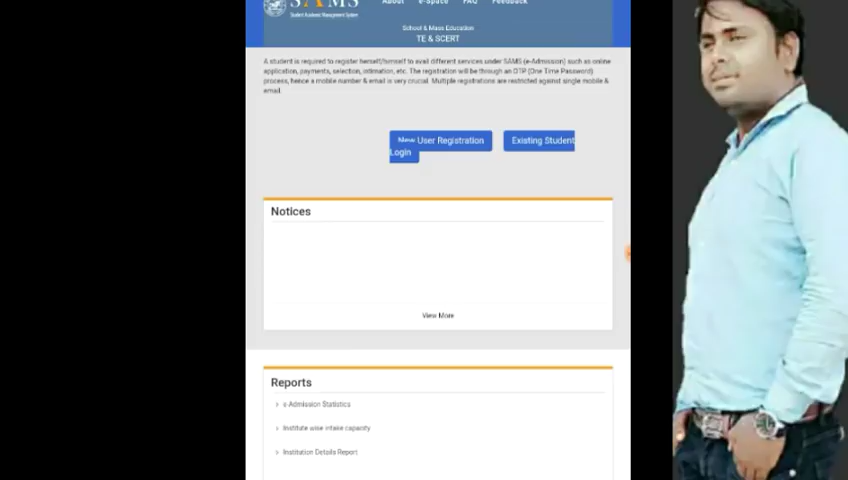 SAMS
Student Academic Management System
About e-Space FAQ Feedback
School & Mass Education
TE & SCERT
A student is required to register herself/himself to avail different services under SAMS (e-Admission) such as online
application, payments, selection, intimation, etc. The registration will be through an OTP (One Time Password)
process, hence a mobile number & email is very crucial. Multiple registrations are restricted against single mobile &
email.
New User Registration Existing Student
Login
Notices
View More
Reports
› e-Admission Statistics
› Institute wise intake capacity
› Institution Details Report